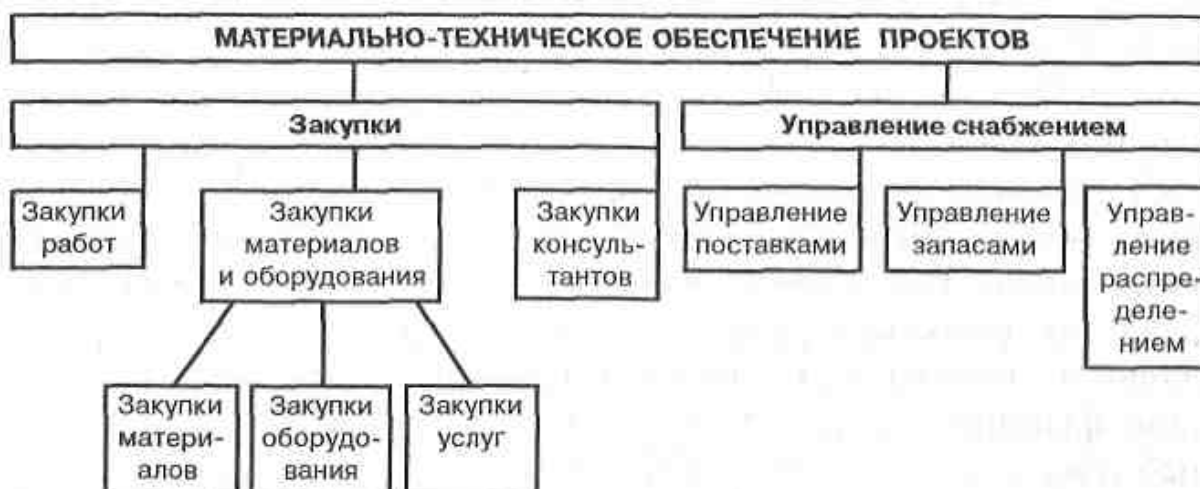 МАТЕРИАЛЬНО-ТЕХНИЧЕСКОЕ ОБЕСПЕЧЕНИЕ ПРОЕКТОВ
Закупки
Управление снабжением
Закупки
работ
Закупки
материалов
и оборудования
Закупки
консуль-
тантов
Управление
поставками
Управление
запасами
Управ-
ление
распре-
деле-
нием
Закупки
матери-
алов
Закупки
оборудо-
вания
Закупки
услуг